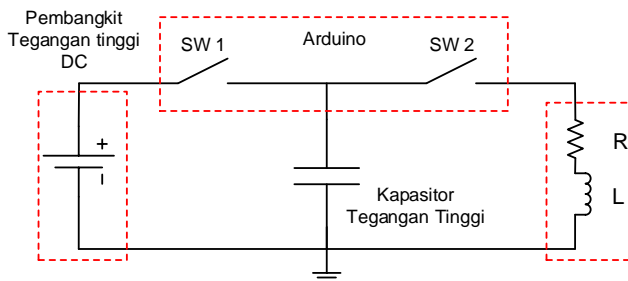 Pembangkit
Tegangan tinggi
DC
SW 1
Arduino
SW 2
+
I
R
L
Kapasitor
Tegangan Tinggi